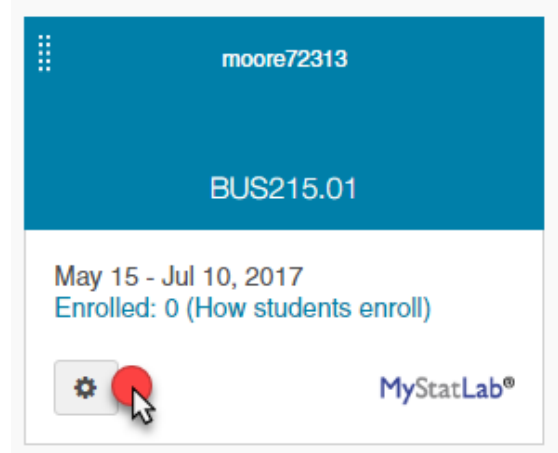 moore72313
BUS215.01
May 15 - Jul 10, 2017
Enrolled: 0 (How students enroll)
MyStatLab®